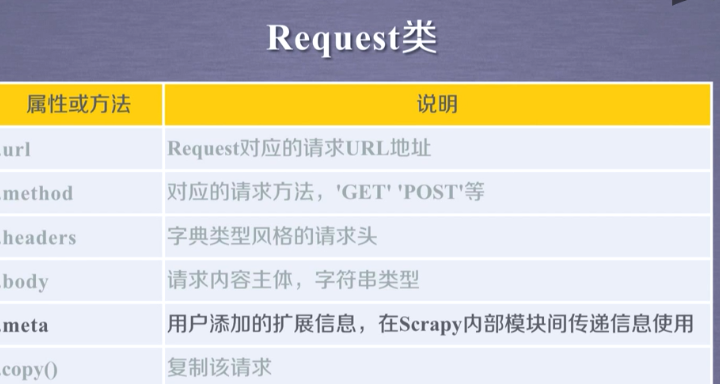 Request类
属性或方法 说明
.url Request对应的请求URL地址
.method 对应的请求方法，'GET' 'POST'等
.headers 字典类型风格的请求头
.body 请求内容主体，字符串类型
.meta 用户添加的扩展信息，在Scrapy内部模块间传递信息使用
.copy() 复制该请求